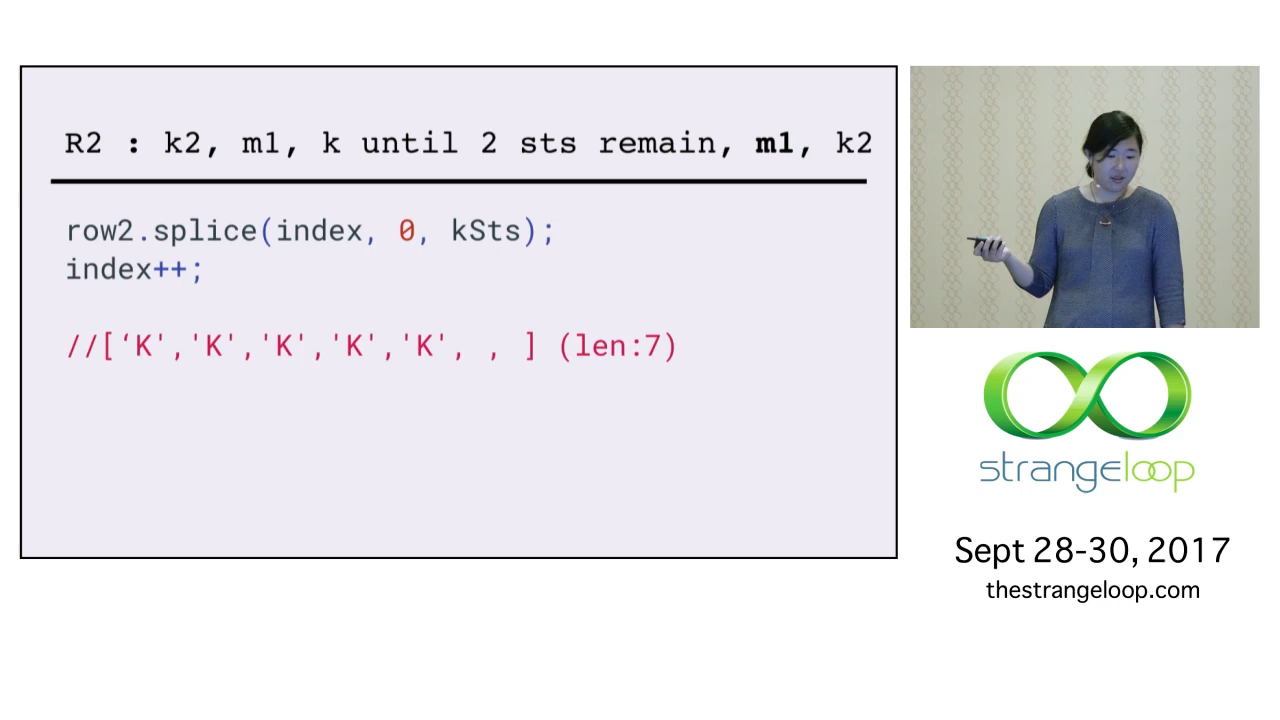 R2 : k2, m1, k until 2 sts remain, m1, k2
row2.splice(index, 0, kSts);
index++;
//[‘K','K','K','K','K', , ] (len:7)
strangeloop
Sept 28-30, 2017
thestrangeloop.com